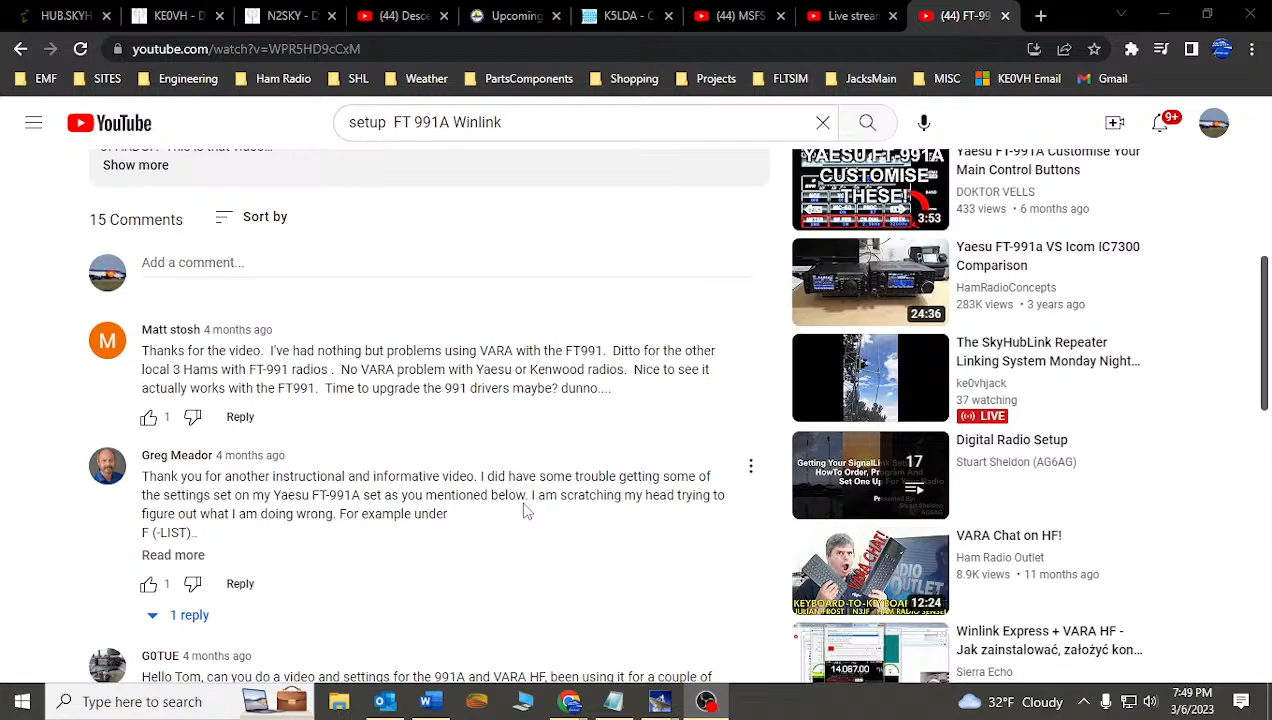 HUB.SKYH
KE0VH - D
N2SKY - D
(44) Desce
Upcoming
K5LDA - C
(44) MSFS
Live stream
(44) FT-99
youtube.com/watch?v=WPR5HD9cCxM
EMF
SITES
Engineering
Ham Radio
SHL
Weather
PartsComponents
Shopping
Projects
FLTSIM
JacksMain
MISC
KE0VH Email
Gmail
YouTube
setup FT 991A Winlink
9+
Show more
15 Comments
Sort by
Add a comment...
Matt stosh 4 months ago
Thanks for the video. I've had nothing but problems using VARA with the FT991. Ditto for the other
local 3 Hams with FT-991 radios . No VARA problem with Yaesu or Kenwood radios. Nice to see it
actually works with the FT991. Time to upgrade the 991 drivers maybe? dunno....
1
Reply
Greg Meador 4 months ago
Thank you for another instructional and informative video. I did have some trouble getting some of
the settings set on my Yaesu FT-991A set as you mentioned below. I am scratching my head trying to
figure out what I am doing wrong. For example under
F (-LIST)..
Read more
1
Reply
1 reply
G0TUE 4 months ago
Hello Tom, can you do a video and settings for the 991A and VARA HF, been using it for a couple of
YAESU FT-991A
CUSTOMISE
THESE!
3:53
Yaesu FT-991A Customise Your
Main Control Buttons
DOKTOR VELLS
433 views • 6 months ago
24:36
Yaesu FT-991a VS Icom IC7300
Comparison
HamRadioConcepts
283K views • 3 years ago
The SkyHubLink Repeater
Linking System Monday Night...
ke0vhjack
37 watching
LIVE
17
Digital Radio Setup
Stuart Sheldon (AG6AG)
VARA CHAT!
12:24
VARA Chat on HF!
Ham Radio Outlet
8.9K views • 11 months ago
14.067.00
Winlink Express + VARA HF -
Jak zainstalować, założyć kon...
Sierra Echo
Type here to search
32°F Cloudy
7:49 PM
3/6/2023